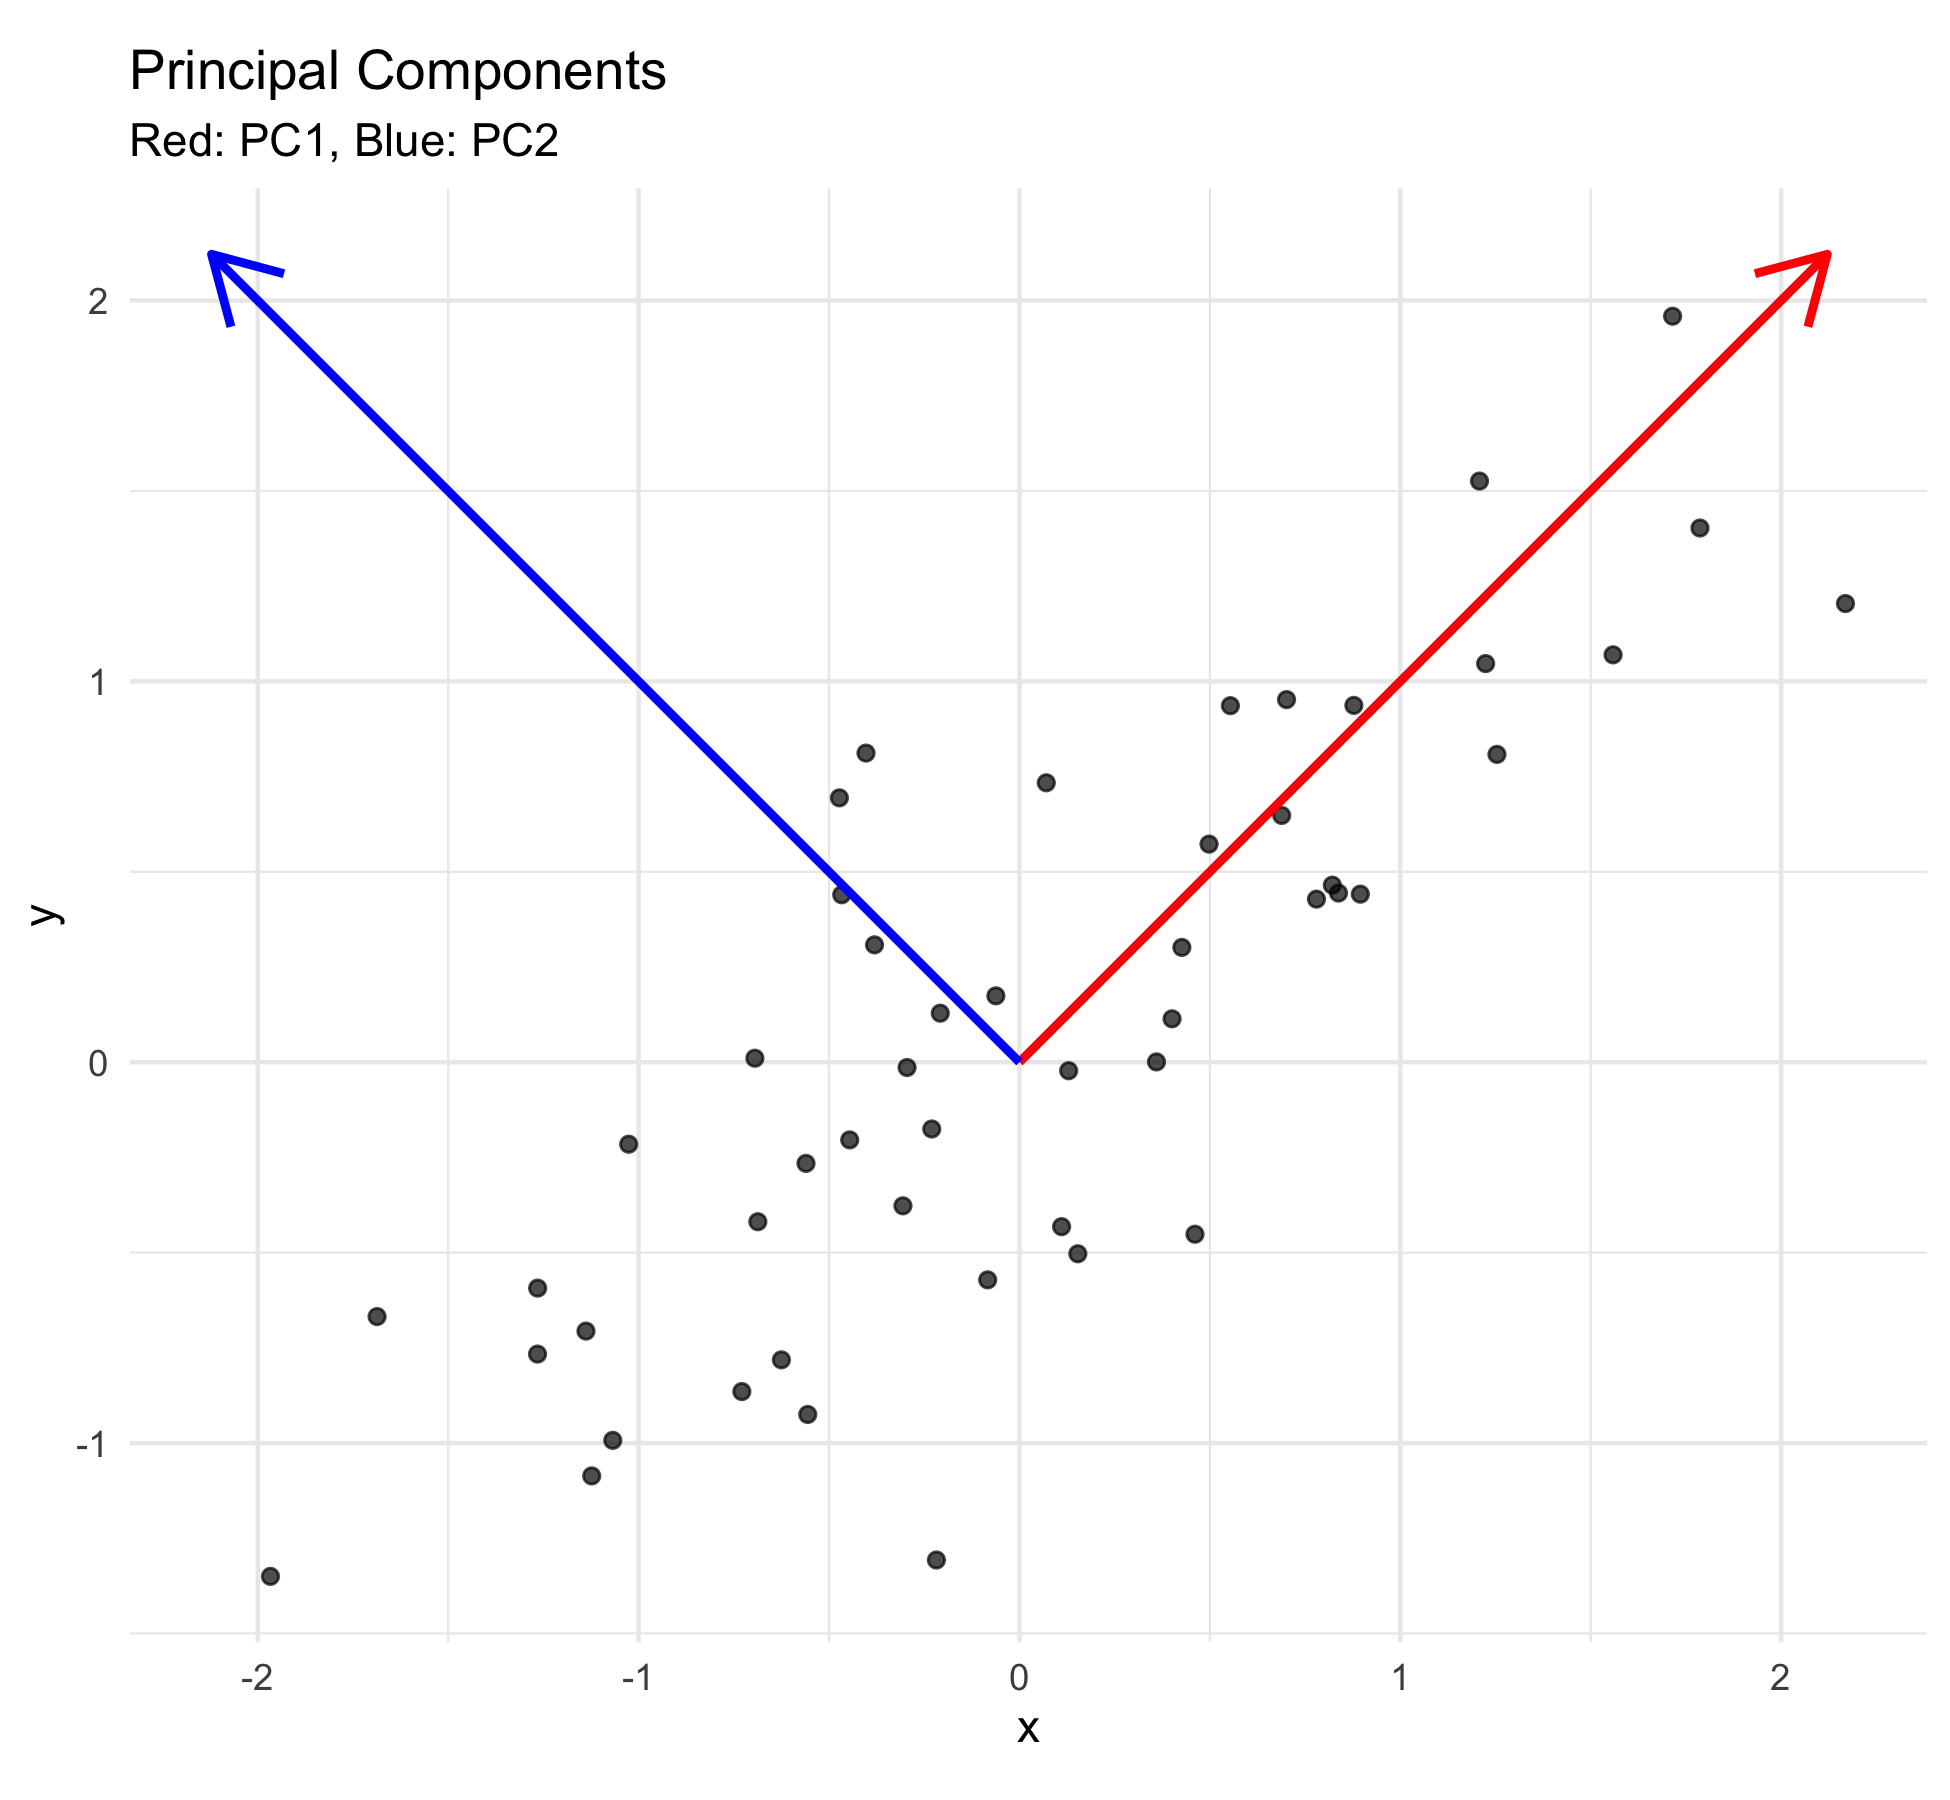 Principal Components
Red: PC1, Blue: PC2
2
1
0
-1
y
-2 -1 0 1 2
x